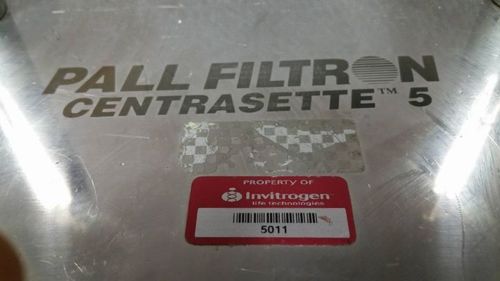 PALL FILTRON
CENTRASETTE™ 5
PROPERTY OF
invitrogen
life technologies
5011